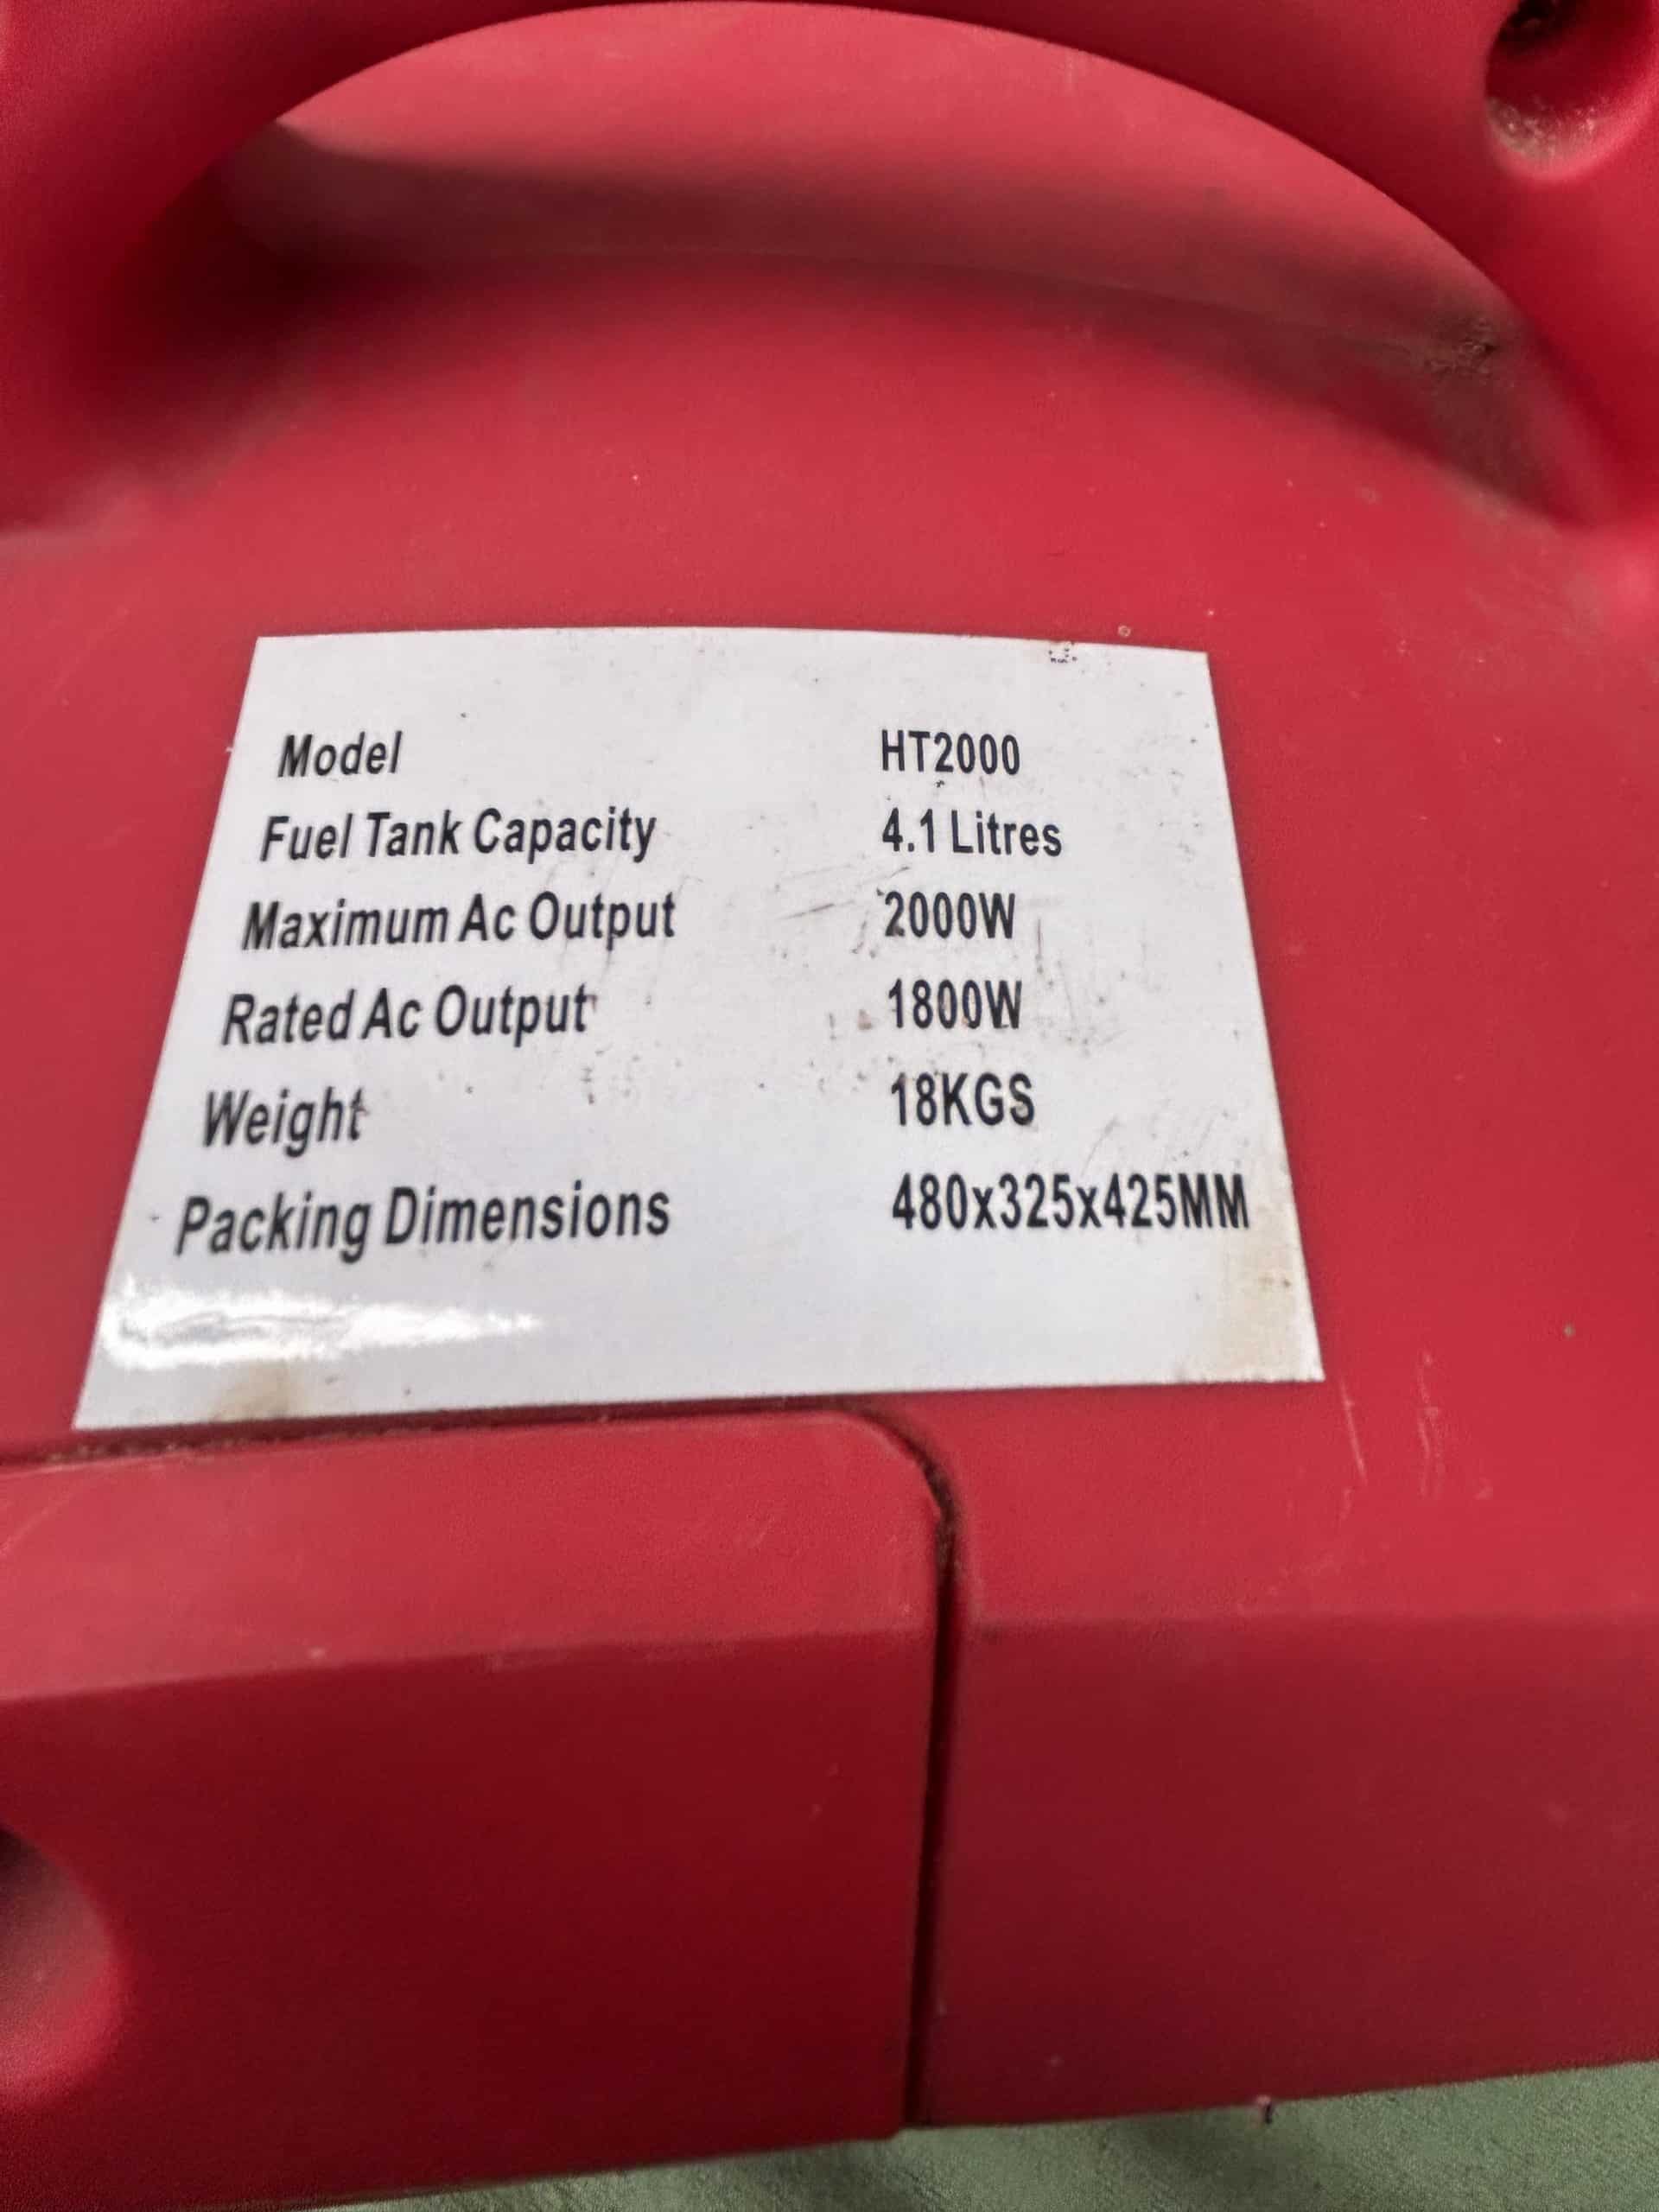 Model HT2000
Fuel Tank Capacity 4.1 Litres
Maximum Ac Output 2000W
Rated Ac Output 1800W
Weight 18KGS
Packing Dimensions 480x325x425MM